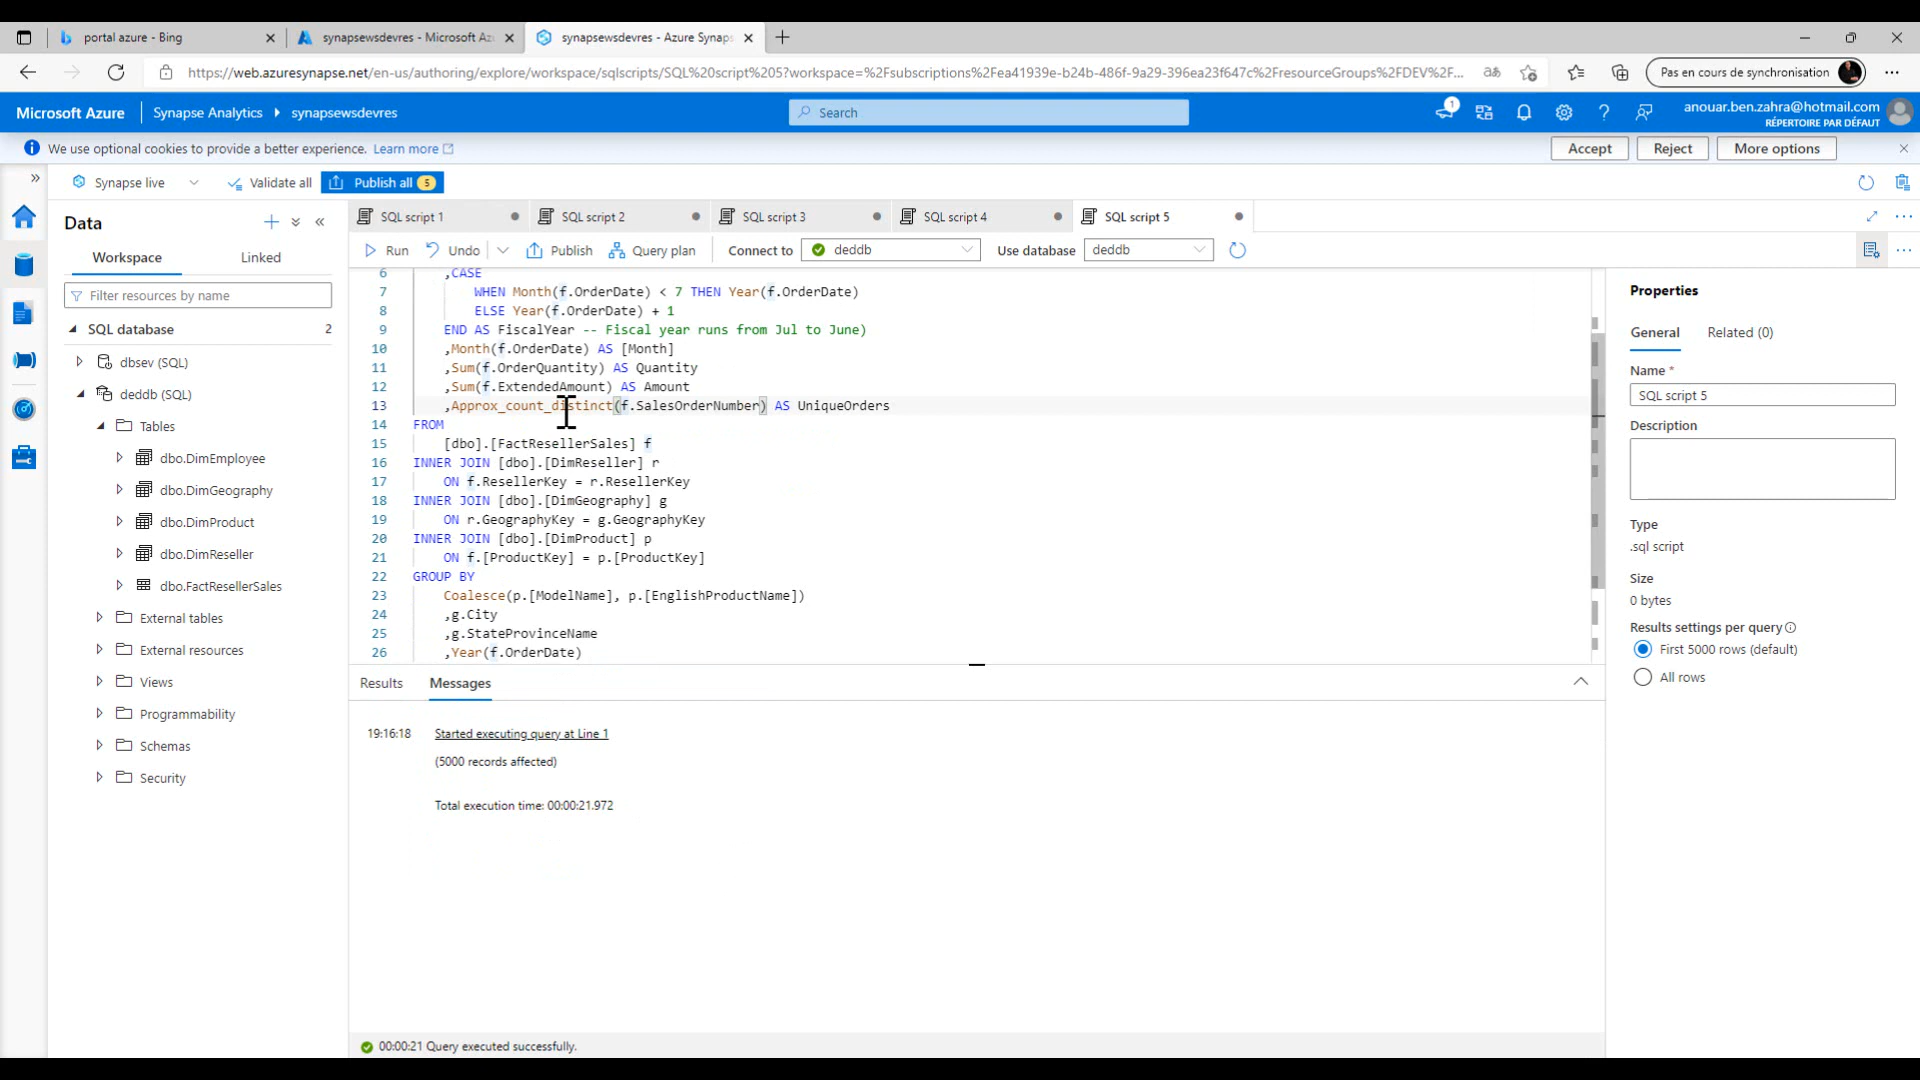 portal azure - Bing
synapsewsdevres - Microsoft Az
synapsewsdevres - Azure Synaps
https://web.azuresynapse.net/en-us/authoring/explore/workspace/sqlscripts/SQL%20script%205?workspace=%2Fsubscriptions%2Fea41939e-b24b-486f-9a29-396ea23f647c%2FresourceGroups%2FDEV%2F...
Pas en cours de synchronisation
Microsoft Azure
Synapse Analytics
synapsewsdevres
Search
1
anouar.ben.zahra@hotmail.com
RÉPERTOIRE PAR DÉFAUT
We use optional cookies to provide a better experience. Learn more
Accept
Reject
More options
Synapse live
Validate all
Publish all 5
Data
Workspace
Linked
Filter resources by name
SQL database 2
dbsev (SQL)
deddb (SQL)
Tables
dbo.DimEmployee
dbo.DimGeography
dbo.DimProduct
dbo.DimReseller
dbo.FactResellerSales
External tables
External resources
Views
Programmability
Schemas
Security
SQL script 1
SQL script 2
SQL script 3
SQL script 4
SQL script 5
Run
Undo
Publish
Query plan
Connect to
deddb
Use database
deddb
6 ,CASE
7 WHEN Month(f.OrderDate) < 7 THEN Year(f.OrderDate)
8 ELSE Year(f.OrderDate) + 1
9 END AS FiscalYear -- Fiscal year runs from Jul to June)
10 ,Month(f.OrderDate) AS [Month]
11 ,Sum(f.OrderQuantity) AS Quantity
12 ,Sum(f.ExtendedAmount) AS Amount
13 ,Approx_count_distinct(f.SalesOrderNumber) AS UniqueOrders
14 FROM
15 [dbo].[FactResellerSales] f
16 INNER JOIN [dbo].[DimReseller] r
17 ON f.ResellerKey = r.ResellerKey
18 INNER JOIN [dbo].[DimGeography] g
19 ON r.GeographyKey = g.GeographyKey
20 INNER JOIN [dbo].[DimProduct] p
21 ON f.[ProductKey] = p.[ProductKey]
22 GROUP BY
23 Coalesce(p.[ModelName], p.[EnglishProductName])
24 ,g.City
25 ,g.StateProvinceName
26 ,Year(f.OrderDate)
Results
Messages
19:16:18 Started executing query at Line 1
(5000 records affected)
Total execution time: 00:00:21.972
00:00:21 Query executed successfully.
Properties
General
Related (0)
Name *
SQL script 5
Description
Type
.sql script
Size
0 bytes
Results settings per query
First 5000 rows (default)
All rows